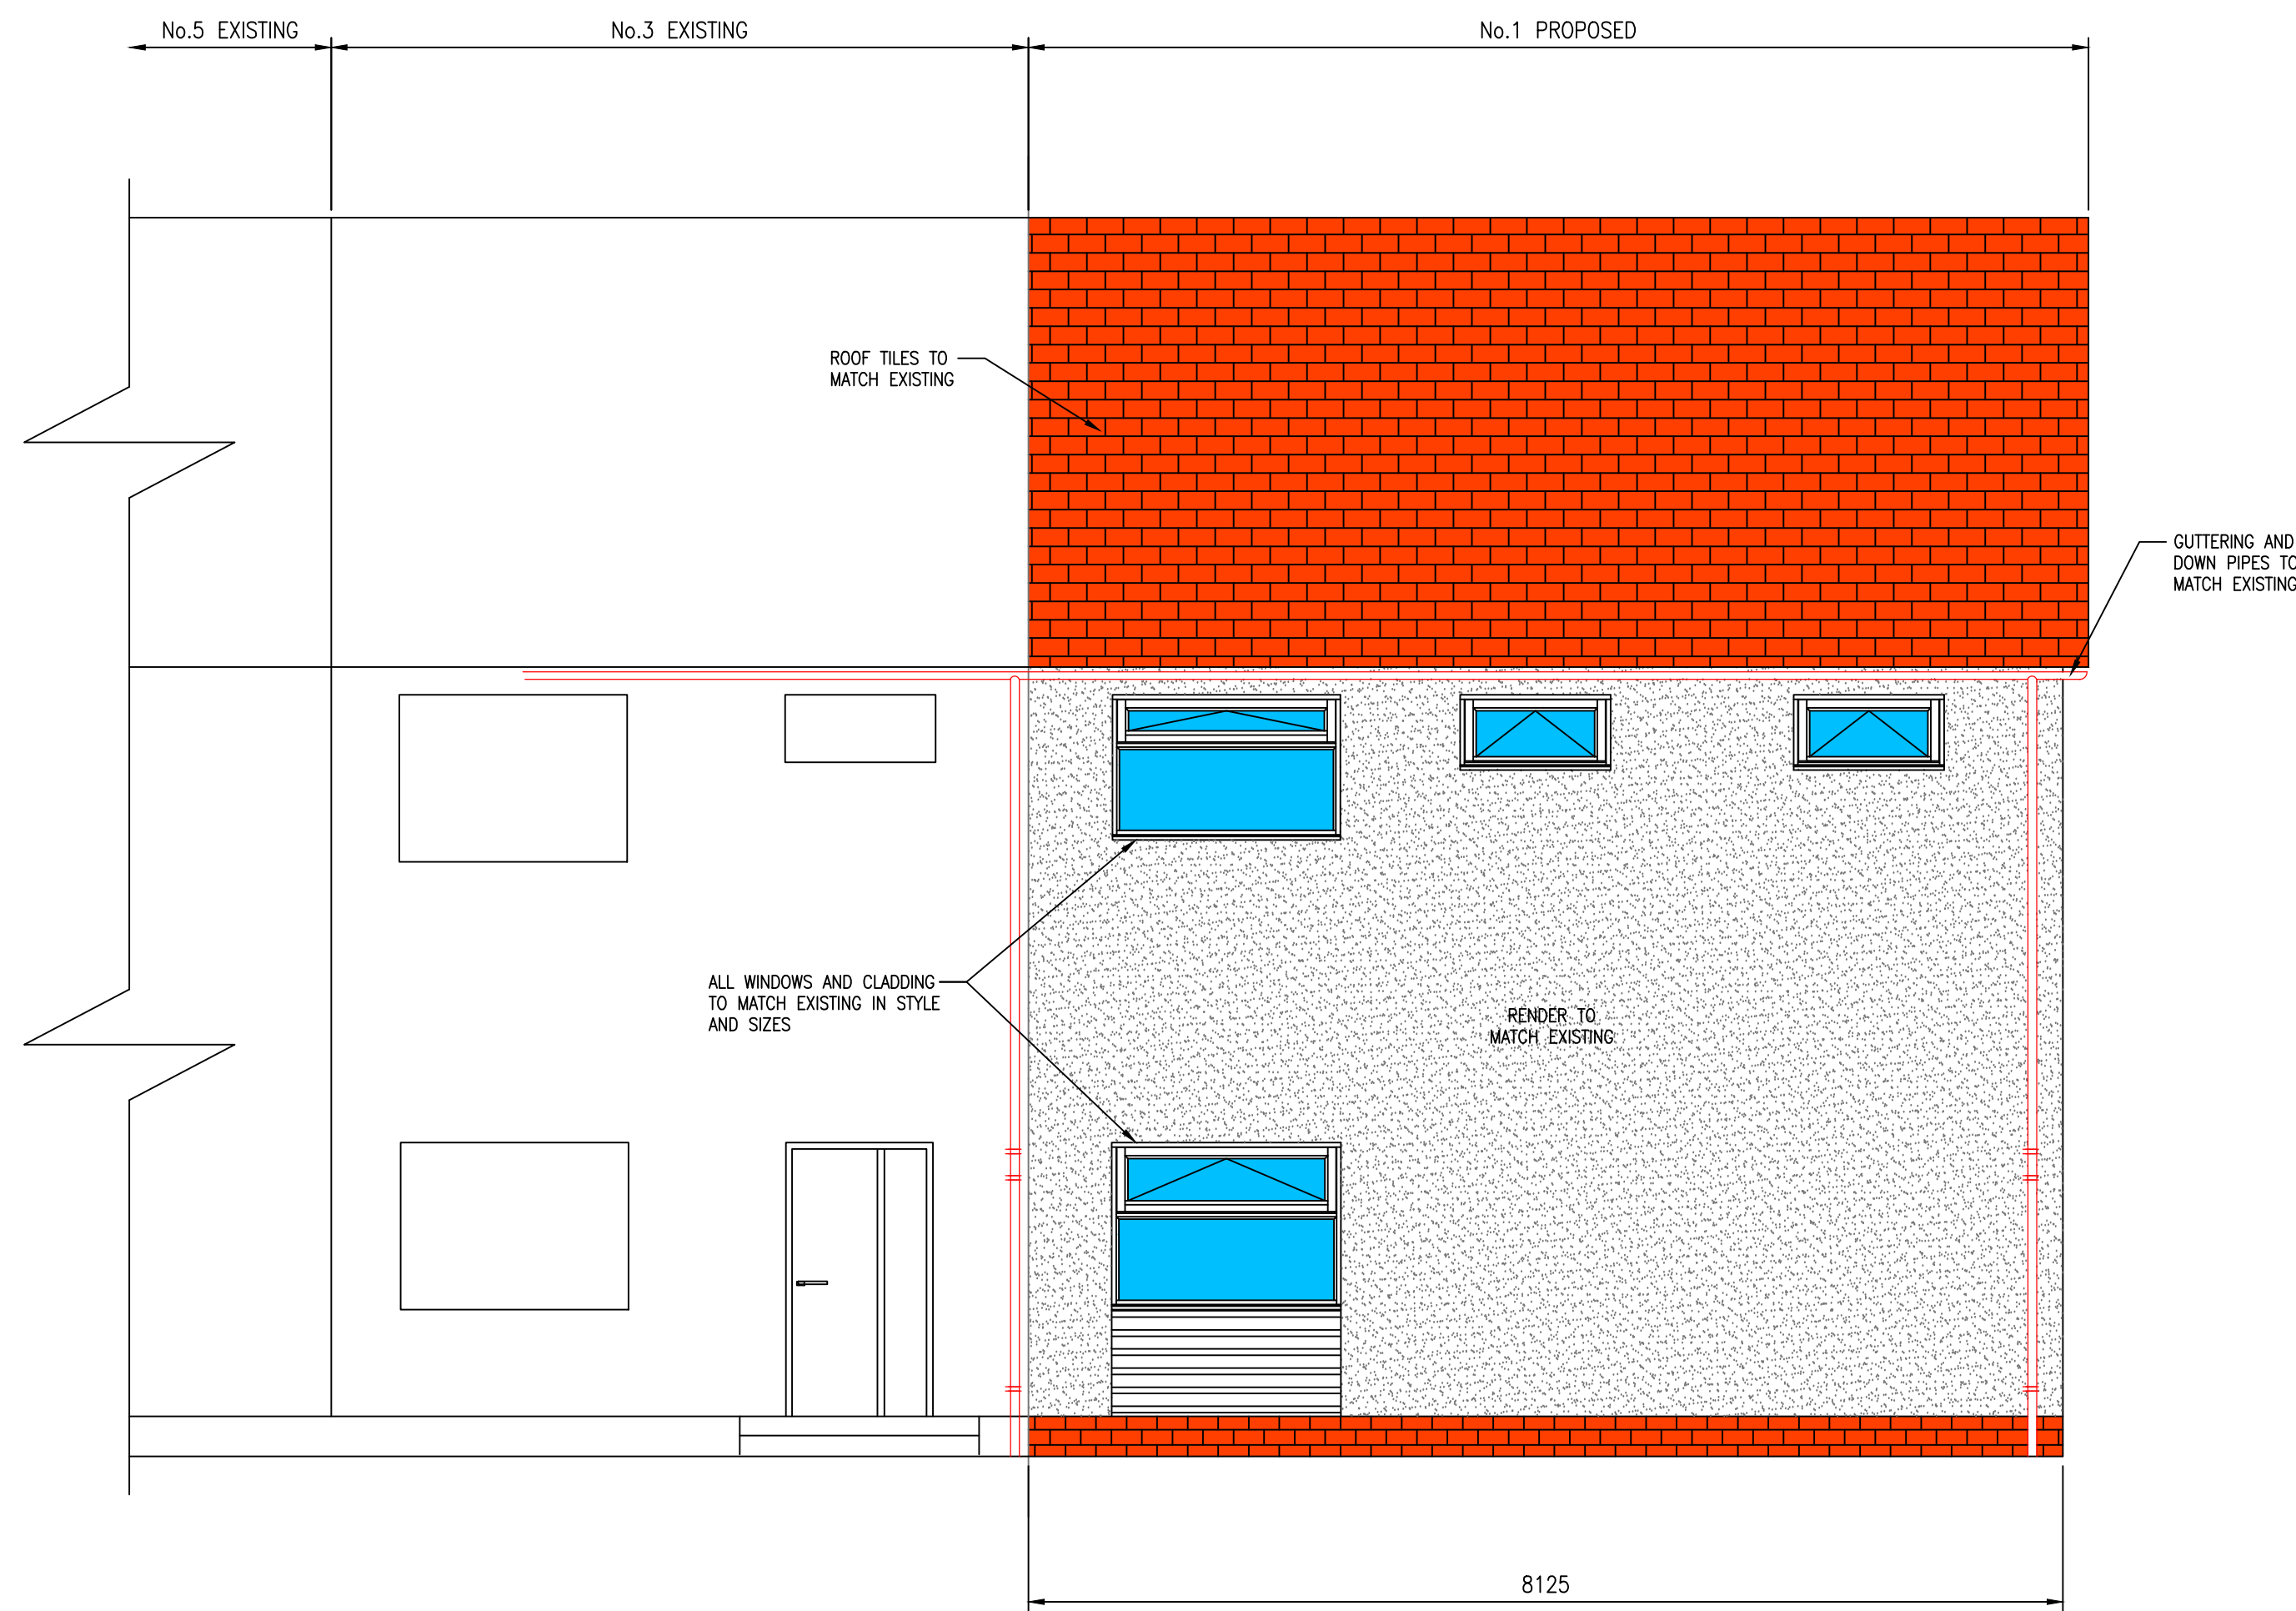 No.5 EXISTING
No.3 EXISTING
No.1 PROPOSED
ROOF TILES TO
MATCH EXISTING
GUTTERING AND
DOWN PIPES TO
MATCH EXISTING
ALL WINDOWS AND CLADDING
TO MATCH EXISTING IN STYLE
AND SIZES
RENDER TO
MATCH EXISTING
8125